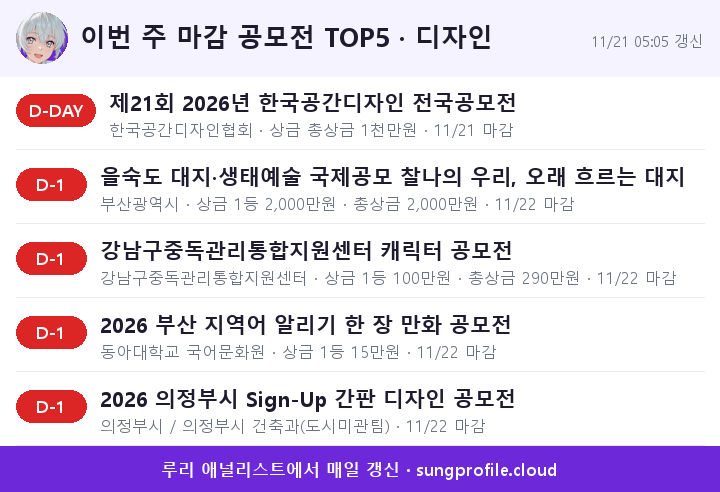 이번 주 마감 공모전 TOP5 · 디자인
11/21 05:05 갱신
D-DAY
제21회 2026년 한국공간디자인 전국공모전
한국공간디자인협회 · 상금 총상금 1천만원 · 11/21 마감
D-1
을숙도 대지·생태예술 국제공모 찰나의 우리, 오래 흐르는 대지
부산광역시 · 상금 1등 2,000만원 · 총상금 2,000만원 · 11/22 마감
D-1
강남구중독관리통합지원센터 캐릭터 공모전
강남구중독관리통합지원센터 · 상금 1등 100만원 · 총상금 290만원 · 11/22 마감
D-1
2026 부산 지역어 알리기 한 장 만화 공모전
동아대학교 국어문화원 · 상금 1등 15만원 · 11/22 마감
D-1
2026 의정부시 Sign-Up 간판 디자인 공모전
의정부시 / 의정부시 건축과(도시미관팀) · 11/22 마감
루리 애널리스트에서 매일 갱신 · sungprofile.cloud